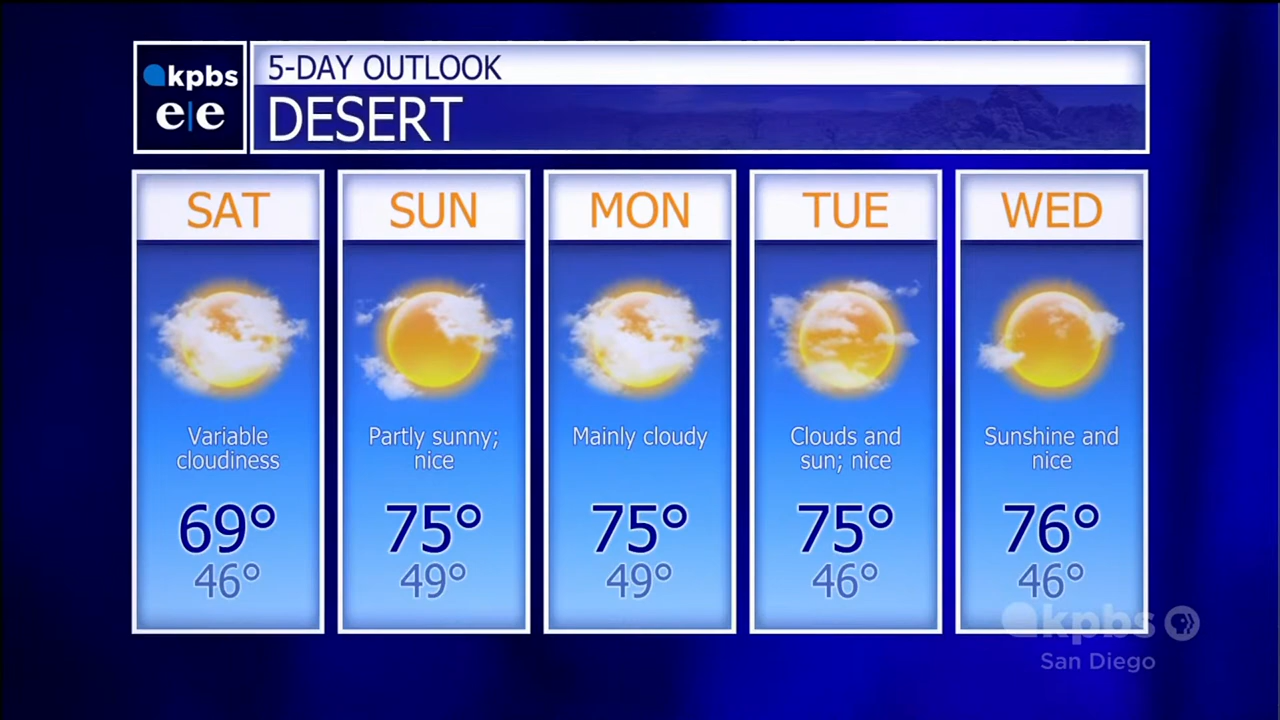 kpbs
e|e
5-DAY OUTLOOK
DESERT
SAT
SUN
MON
TUE
WED
Variable
cloudiness
Partly sunny;
nice
Mainly cloudy
Clouds and
sun; nice
Sunshine and
nice
69°
75°
75°
75°
76°
46°
49°
49°
46°
46°
kpbs
San Diego